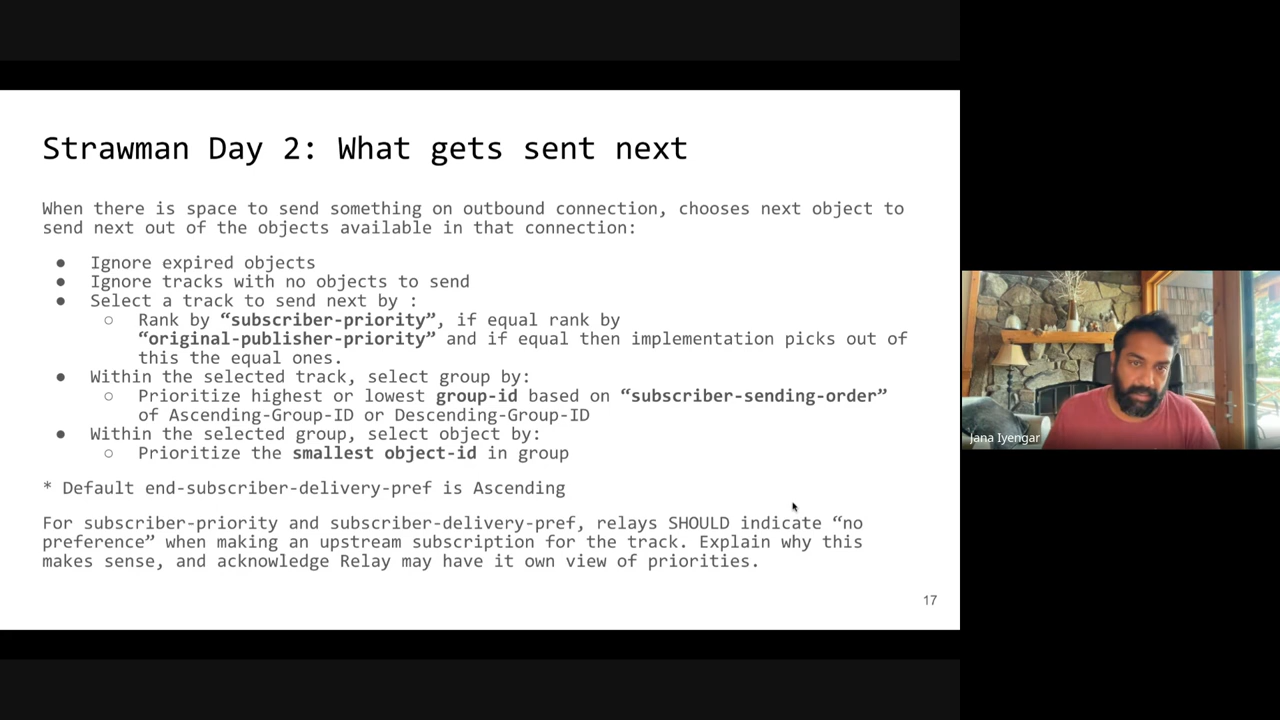 Strawman Day 2: What gets sent next
When there is space to send something on outbound connection, chooses next object to
send next out of the objects available in that connection:
● Ignore expired objects
● Ignore tracks with no objects to send
● Select a track to send next by :
○ Rank by “subscriber-priority”, if equal rank by
“original-publisher-priority” and if equal then implementation picks out of
this the equal ones.
● Within the selected track, select group by:
○ Prioritize highest or lowest group-id based on “subscriber-sending-order”
of Ascending-Group-ID or Descending-Group-ID
● Within the selected group, select object by:
○ Prioritize the smallest object-id in group
* Default end-subscriber-delivery-pref is Ascending
For subscriber-priority and subscriber-delivery-pref, relays SHOULD indicate “no
preference” when making an upstream subscription for the track. Explain why this
makes sense, and acknowledge Relay may have it own view of priorities.
17
Jana Iyengar